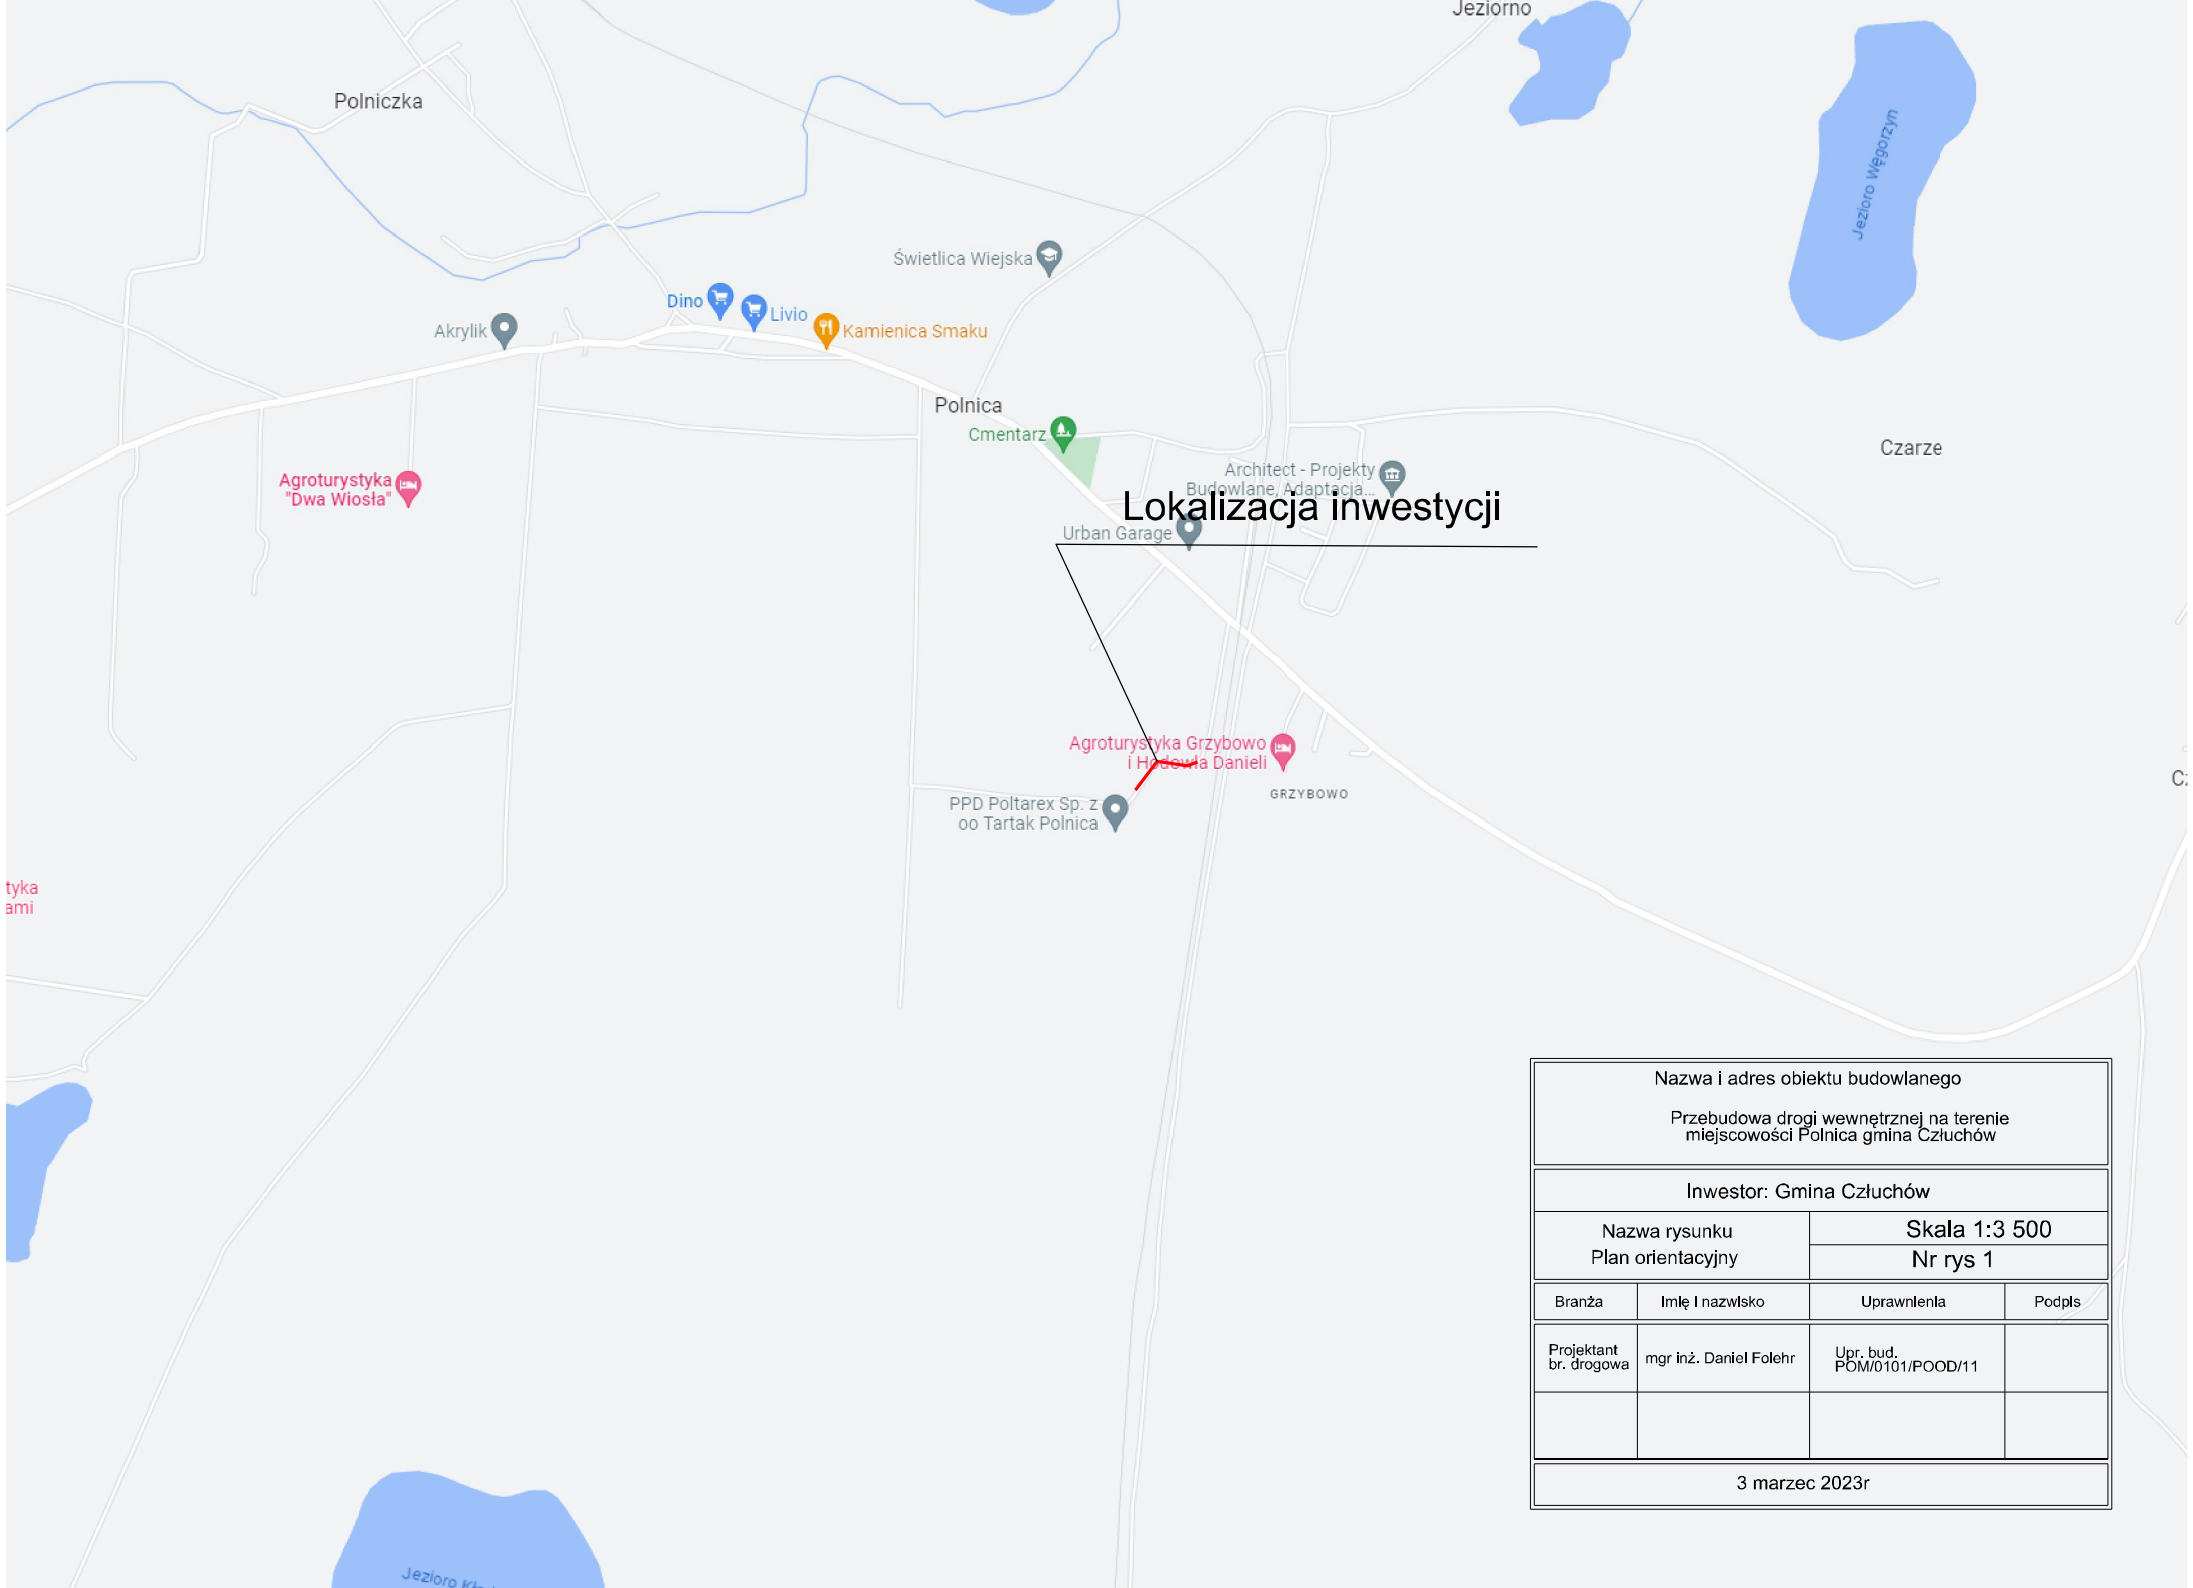 Jeziorno
Polniczka
Jezioro Węgorzyn
Świetlica Wiejska
Dino
Livio
Akrylik
Kamienica Smaku
Polnica
Cmentarz
Czarze
Agroturystyka
"Dwa Wiosła"
Architect - Projekty
Budowlane, Adaptacja...
Lokalizacja inwestycji
Urban Garage
Agroturystyka Grzybowo
i Hodowla Danieli
GRZYBOWO
PPD Poltarex Sp. z
oo Tartak Polnica
tyka
ami
Jezioro
Nazwa i adres obiektu budowlanego
Przebudowa drogi wewnętrznej na terenie
miejscowości Polnica gmina Człuchów
Inwestor: Gmina Człuchów
Nazwa rysunku
Plan orientacyjny
Skala 1:3 500
Nr rys 1
Branża Imię i nazwisko Uprawnienia Podpis
Projektant
br. drogowa
mgr inż. Daniel Folehr
Upr. bud.
POM/0101/POOD/11
3 marzec 2023r